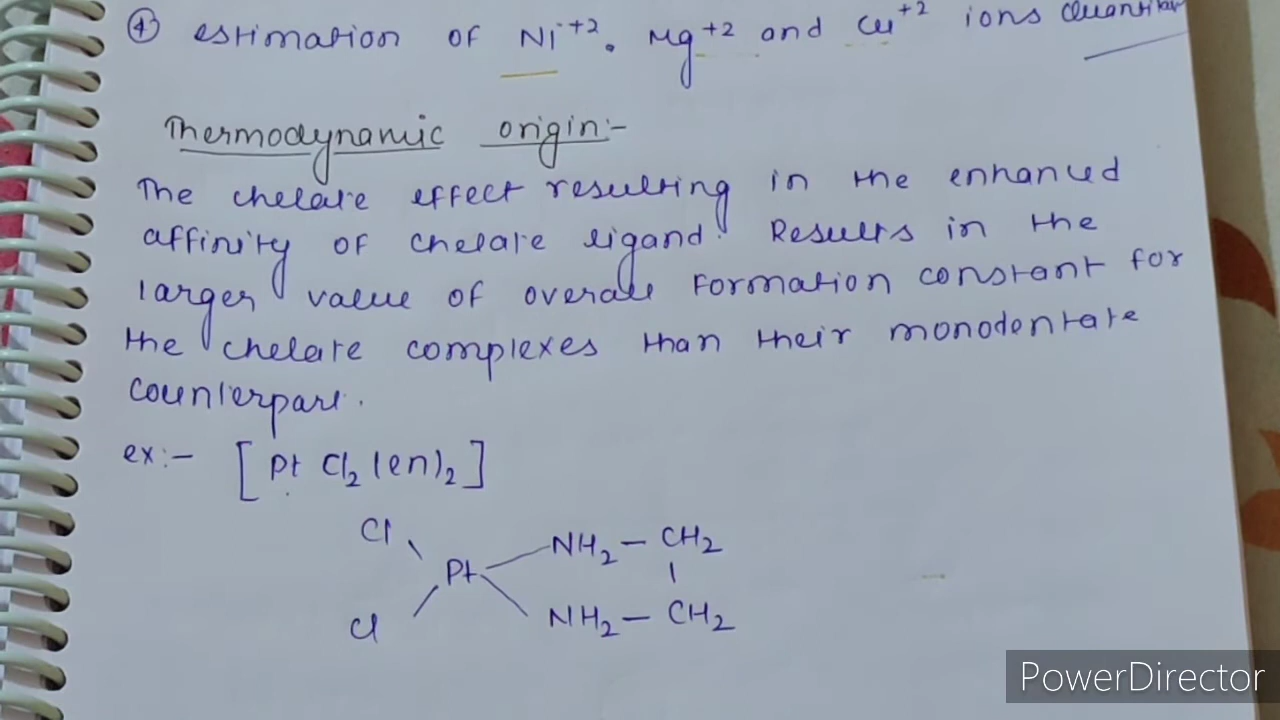 ④ estimation of Ni⁺². Mg⁺² and Cu⁺² ions
Thermodynamic origin:-
The chelate effect resulting in the enhanced
affinity of chelate ligand. Results in the
larger value of overall formation constant for
the chelate complexes than their monodentate
counterpart.
ex:- [Pt Cl₂ (en)₂]
Cl
NH₂ — CH₂
Pt
Cl
NH₂ — CH₂
PowerDirector